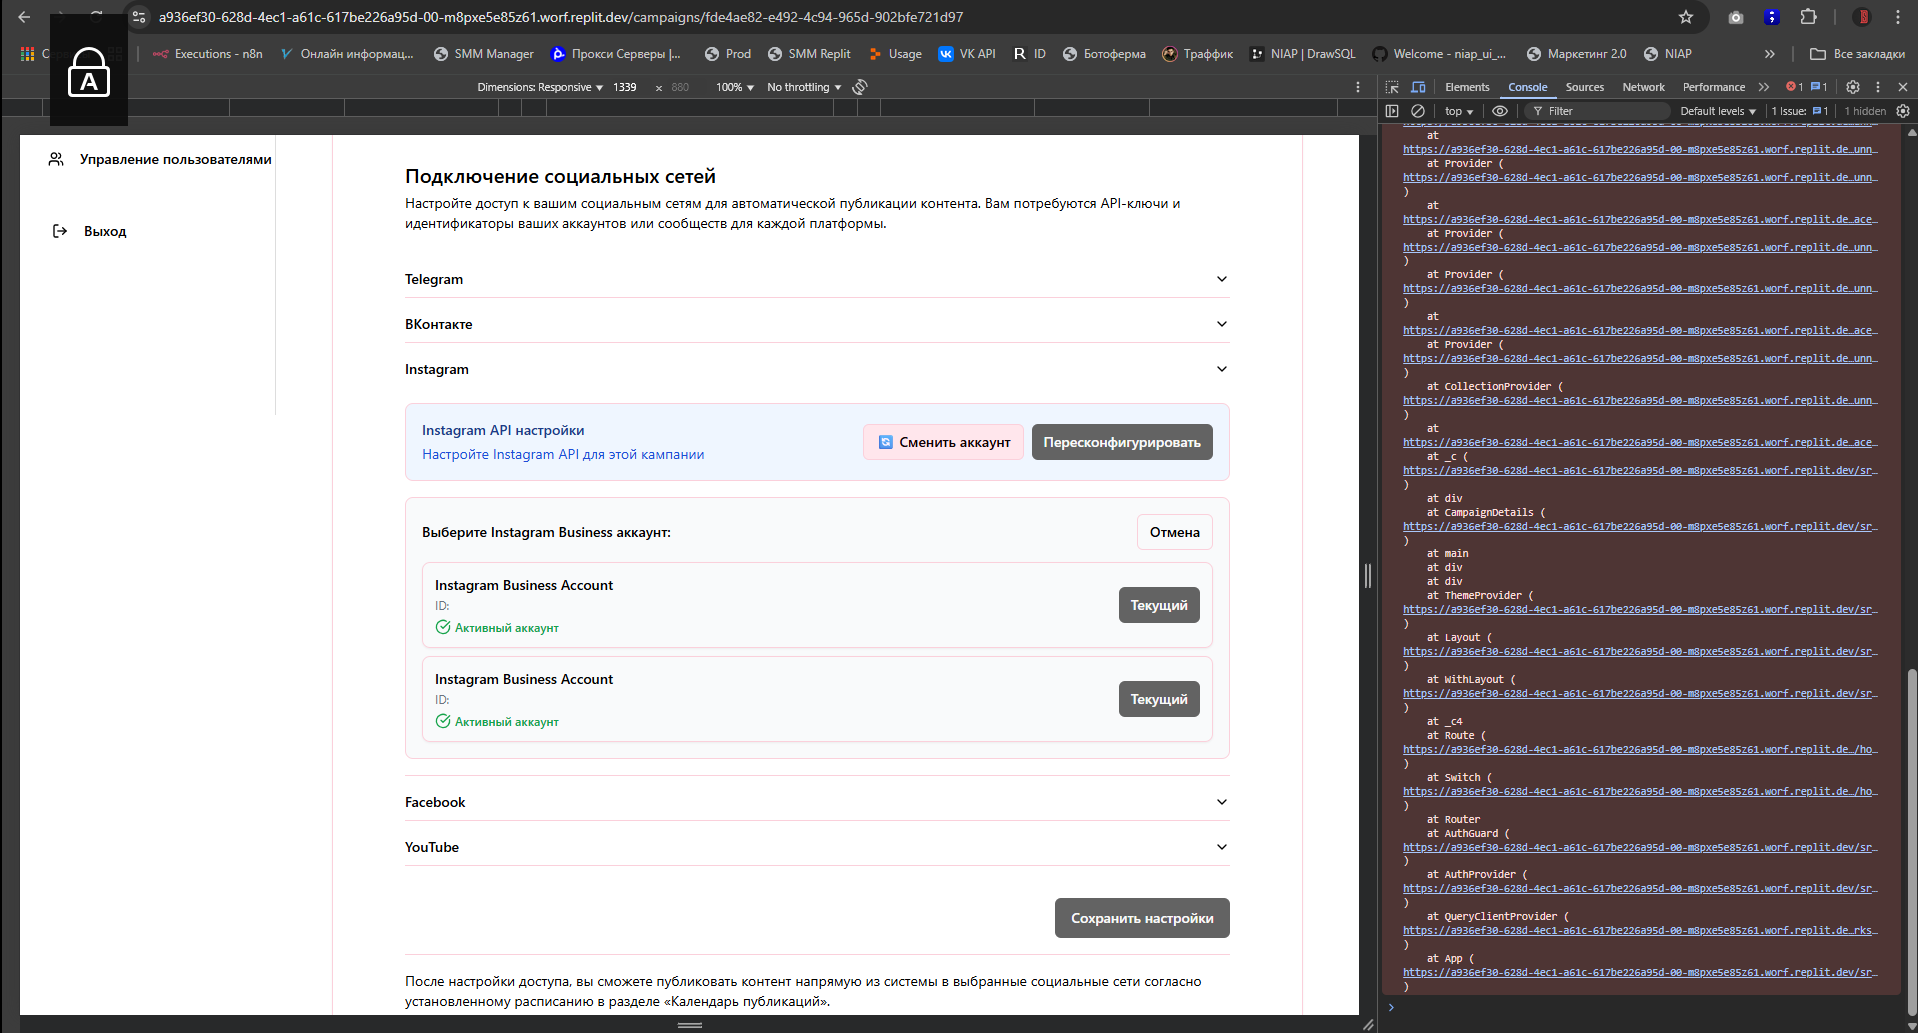 a936ef30-628d-4ec1-a61c-617be226a95d-00-m8pxe5e85z61.worf.replit.dev/campaigns/fde4ae82-e492-4c94-965d-902bfe721d97
A
Executions - n8n
Онлайн информац...
SMM Manager
Прокси Серверы |...
Prod
SMM Replit
Usage
VK API
ID
Ботоферма
Траффик
NIAP | DrawSQL
Welcome - niap_ui_...
Маркетинг 2.0
NIAP
»
Все закладки
Dimensions: Responsive
1339
×
880
100%
No throttling
Управление пользователями
Выход
Подключение социальных сетей
Настройте доступ к вашим социальным сетям для автоматической публикации контента. Вам потребуются API-ключи и
идентификаторы ваших аккаунтов или сообществ для каждой платформы.
Telegram
ВКонтакте
Instagram
Instagram API настройки
Настройте Instagram API для этой кампании
Сменить аккаунт
Пересконфигурировать
Выберите Instagram Business аккаунт:
Отмена
Instagram Business Account
ID:
Активный аккаунт
Текущий
Instagram Business Account
ID:
Активный аккаунт
Текущий
Facebook
YouTube
Сохранить настройки
После настройки доступа, вы сможете публиковать контент напрямую из системы в выбранные социальные сети согласно
установленному расписанию в разделе «Календарь публикаций».
Elements
Console
Sources
Network
Performance
»
1
1
top
Filter
Default levels
1 Issue:
1
1 hidden
at
https://a936ef30-628d-4ec1-a61c-617be226a95d-00-m8pxe5e85z61.worf.replit.de…unn…
at Provider (
https://a936ef30-628d-4ec1-a61c-617be226a95d-00-m8pxe5e85z61.worf.replit.de…unn…
)
at
https://a936ef30-628d-4ec1-a61c-617be226a95d-00-m8pxe5e85z61.worf.replit.de…ace…
at Provider (
https://a936ef30-628d-4ec1-a61c-617be226a95d-00-m8pxe5e85z61.worf.replit.de…unn…
)
at Provider (
https://a936ef30-628d-4ec1-a61c-617be226a95d-00-m8pxe5e85z61.worf.replit.de…unn…
)
at
https://a936ef30-628d-4ec1-a61c-617be226a95d-00-m8pxe5e85z61.worf.replit.de…ace…
at Provider (
https://a936ef30-628d-4ec1-a61c-617be226a95d-00-m8pxe5e85z61.worf.replit.de…unn…
)
at CollectionProvider (
https://a936ef30-628d-4ec1-a61c-617be226a95d-00-m8pxe5e85z61.worf.replit.de…unn…
)
at
https://a936ef30-628d-4ec1-a61c-617be226a95d-00-m8pxe5e85z61.worf.replit.de…ace…
at _c (
https://a936ef30-628d-4ec1-a61c-617be226a95d-00-m8pxe5e85z61.worf.replit.dev/sr…
)
at div
at CampaignDetails (
https://a936ef30-628d-4ec1-a61c-617be226a95d-00-m8pxe5e85z61.worf.replit.dev/sr…
)
at main
at div
at div
at ThemeProvider (
https://a936ef30-628d-4ec1-a61c-617be226a95d-00-m8pxe5e85z61.worf.replit.dev/sr…
)
at Layout (
https://a936ef30-628d-4ec1-a61c-617be226a95d-00-m8pxe5e85z61.worf.replit.dev/sr…
)
at WithLayout (
https://a936ef30-628d-4ec1-a61c-617be226a95d-00-m8pxe5e85z61.worf.replit.dev/sr…
)
at _c4
at Route (
https://a936ef30-628d-4ec1-a61c-617be226a95d-00-m8pxe5e85z61.worf.replit.de…/ho…
)
at Switch (
https://a936ef30-628d-4ec1-a61c-617be226a95d-00-m8pxe5e85z61.worf.replit.de…/ho…
)
at Router
at AuthGuard (
https://a936ef30-628d-4ec1-a61c-617be226a95d-00-m8pxe5e85z61.worf.replit.dev/sr…
)
at AuthProvider (
https://a936ef30-628d-4ec1-a61c-617be226a95d-00-m8pxe5e85z61.worf.replit.dev/sr…
)
at QueryClientProvider (
https://a936ef30-628d-4ec1-a61c-617be226a95d-00-m8pxe5e85z61.worf.replit.de…rks…
)
at App (
https://a936ef30-628d-4ec1-a61c-617be226a95d-00-m8pxe5e85z61.worf.replit.dev/sr…
)